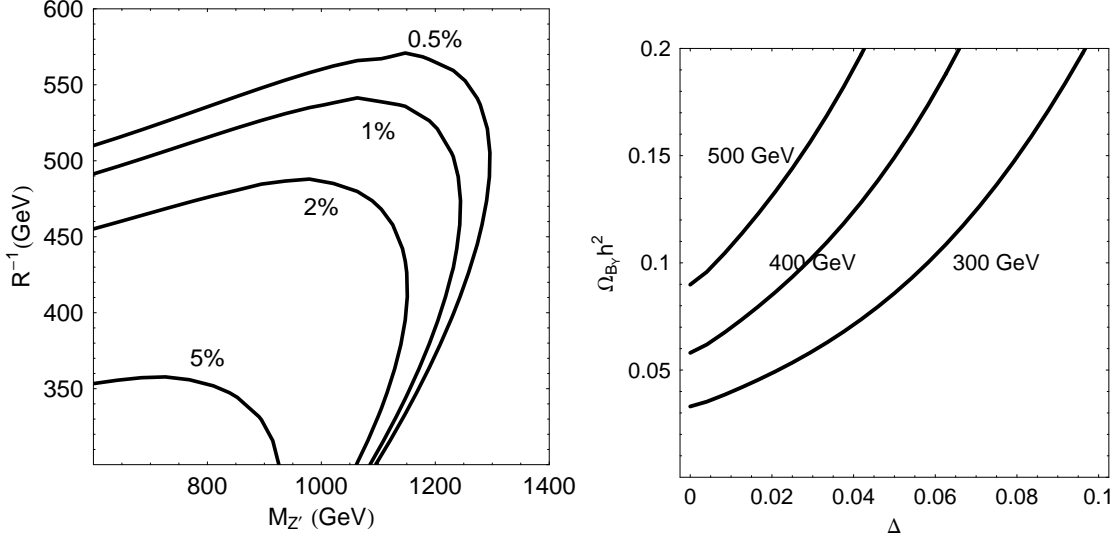 600
550
500
450
400
350
R⁻¹(GeV)
0.5%
1%
2%
5%
800 1000 1200 1400
M_Z′ (GeV)
0.2
0.15
0.1
0.05
Ω_Bγ h²
500 GeV
400 GeV
300 GeV
0 0.02 0.04 0.06 0.08 0.1
Δ